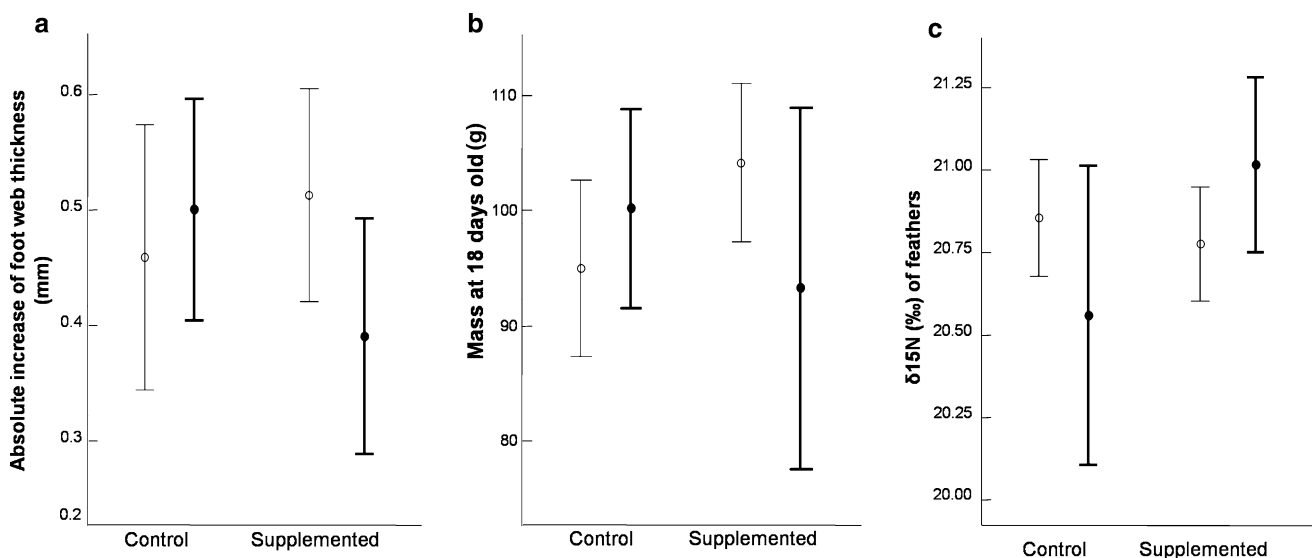 a
Absolute increase of foot web thickness
(mm)
0.6
0.5
0.4
0.3
0.2
Control Supplemented
b
Mass at 18 days old (g)
110
100
90
80
Control Supplemented
c
δ15N (‰) of feathers
21.25
21.00
20.75
20.50
20.25
20.00
Control Supplemented